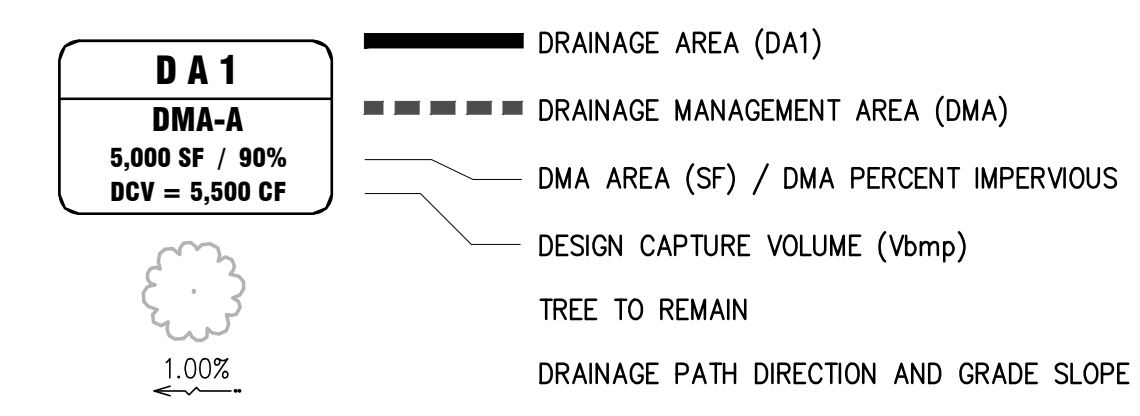 D A 1
DMA-A
5,000 SF / 90%
DCV = 5,500 CF
1.00%
DRAINAGE AREA (DA1)
DRAINAGE MANAGEMENT AREA (DMA)
DMA AREA (SF) / DMA PERCENT IMPERVIOUS
DESIGN CAPTURE VOLUME (Vbmp)
TREE TO REMAIN
DRAINAGE PATH DIRECTION AND GRADE SLOPE